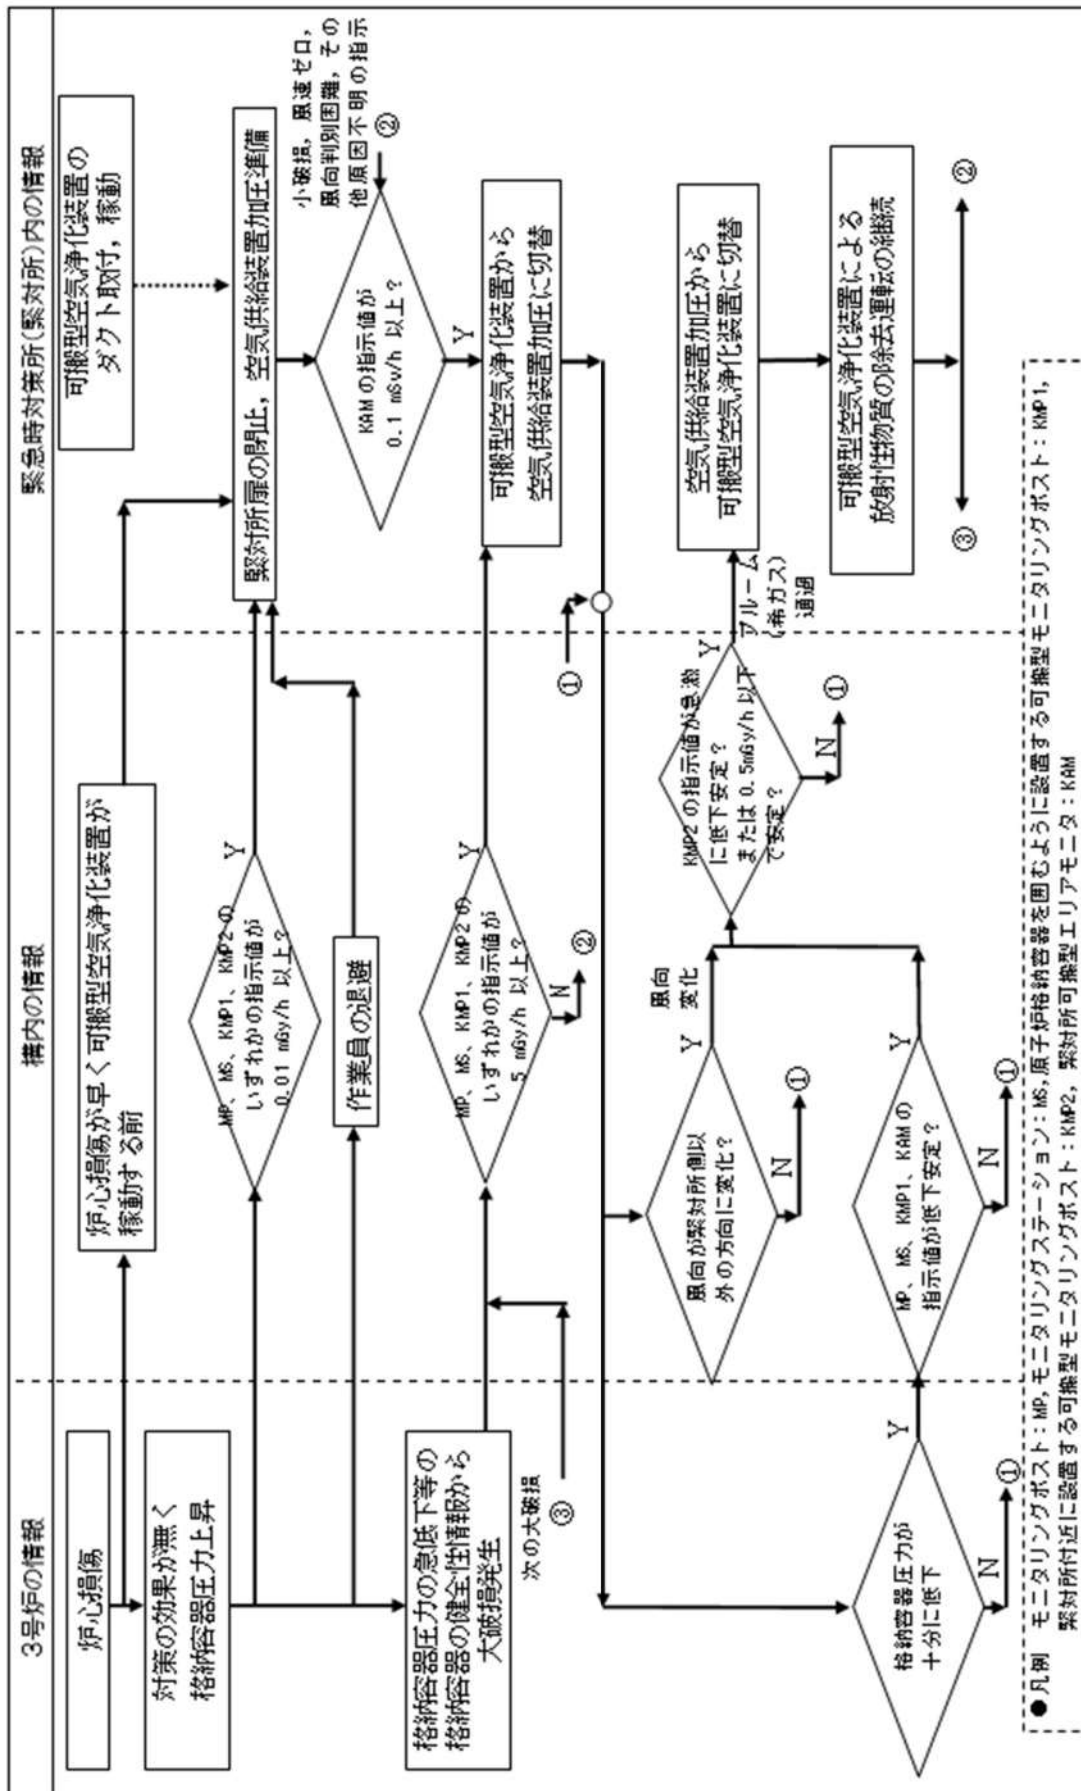 3号炉の情報
構内の情報
緊急時対策所(緊対所)内の情報
炉心損傷
炉心損傷が早く可搬型空気浄化装置が
稼動する前
可搬型空気浄化装置の
ダクト取付，稼動
対策の効果が無く
格納容器圧力上昇
MP、MS、KMP1、KMP2の
いずれかの指示値が
0.01 mGy/h 以上？
Y
緊対所扉の閉止，空気供給装置加圧準備
作業員の退避
小破損，風速ゼロ，
風向判別困難，その
他原因不明の指示
②
KAMの指示値が
0.1 mSv/h 以上？
Y
格納容器圧力の急低下等の
格納容器の健全性情報から
大破損発生
MP、MS、KMP1、KMP2の
いずれかの指示値が
5 mGy/h 以上？
Y
N
②
可搬型空気浄化装置から
空気供給装置加圧に切替
次の大破損
③
①
風向が緊対所側以
外の方向に変化？
Y
風向
変化
N
①
KMP2の指示値が急激
に低下安定？
または0.5mGy/h以下
で安定？
Y
N
①
プルーム
(希ガス)
通過
空気供給装置加圧から
可搬型空気浄化装置に切替
可搬型空気浄化装置による
放射性物質の除去運転の継続
③
②
格納容器圧力が
十分に低下
Y
N
①
MP、MS、KMP1、KAMの
指示値が低下安定？
Y
N
①
●凡例　モニタリングポスト：MP，モニタリングステーション：MS，原子炉格納容器を囲むように設置する可搬型モニタリングポスト：KMP1，
緊対所付近に設置する可搬型モニタリングポスト：KMP2，　緊対所可搬型エリアモニタ：KAM